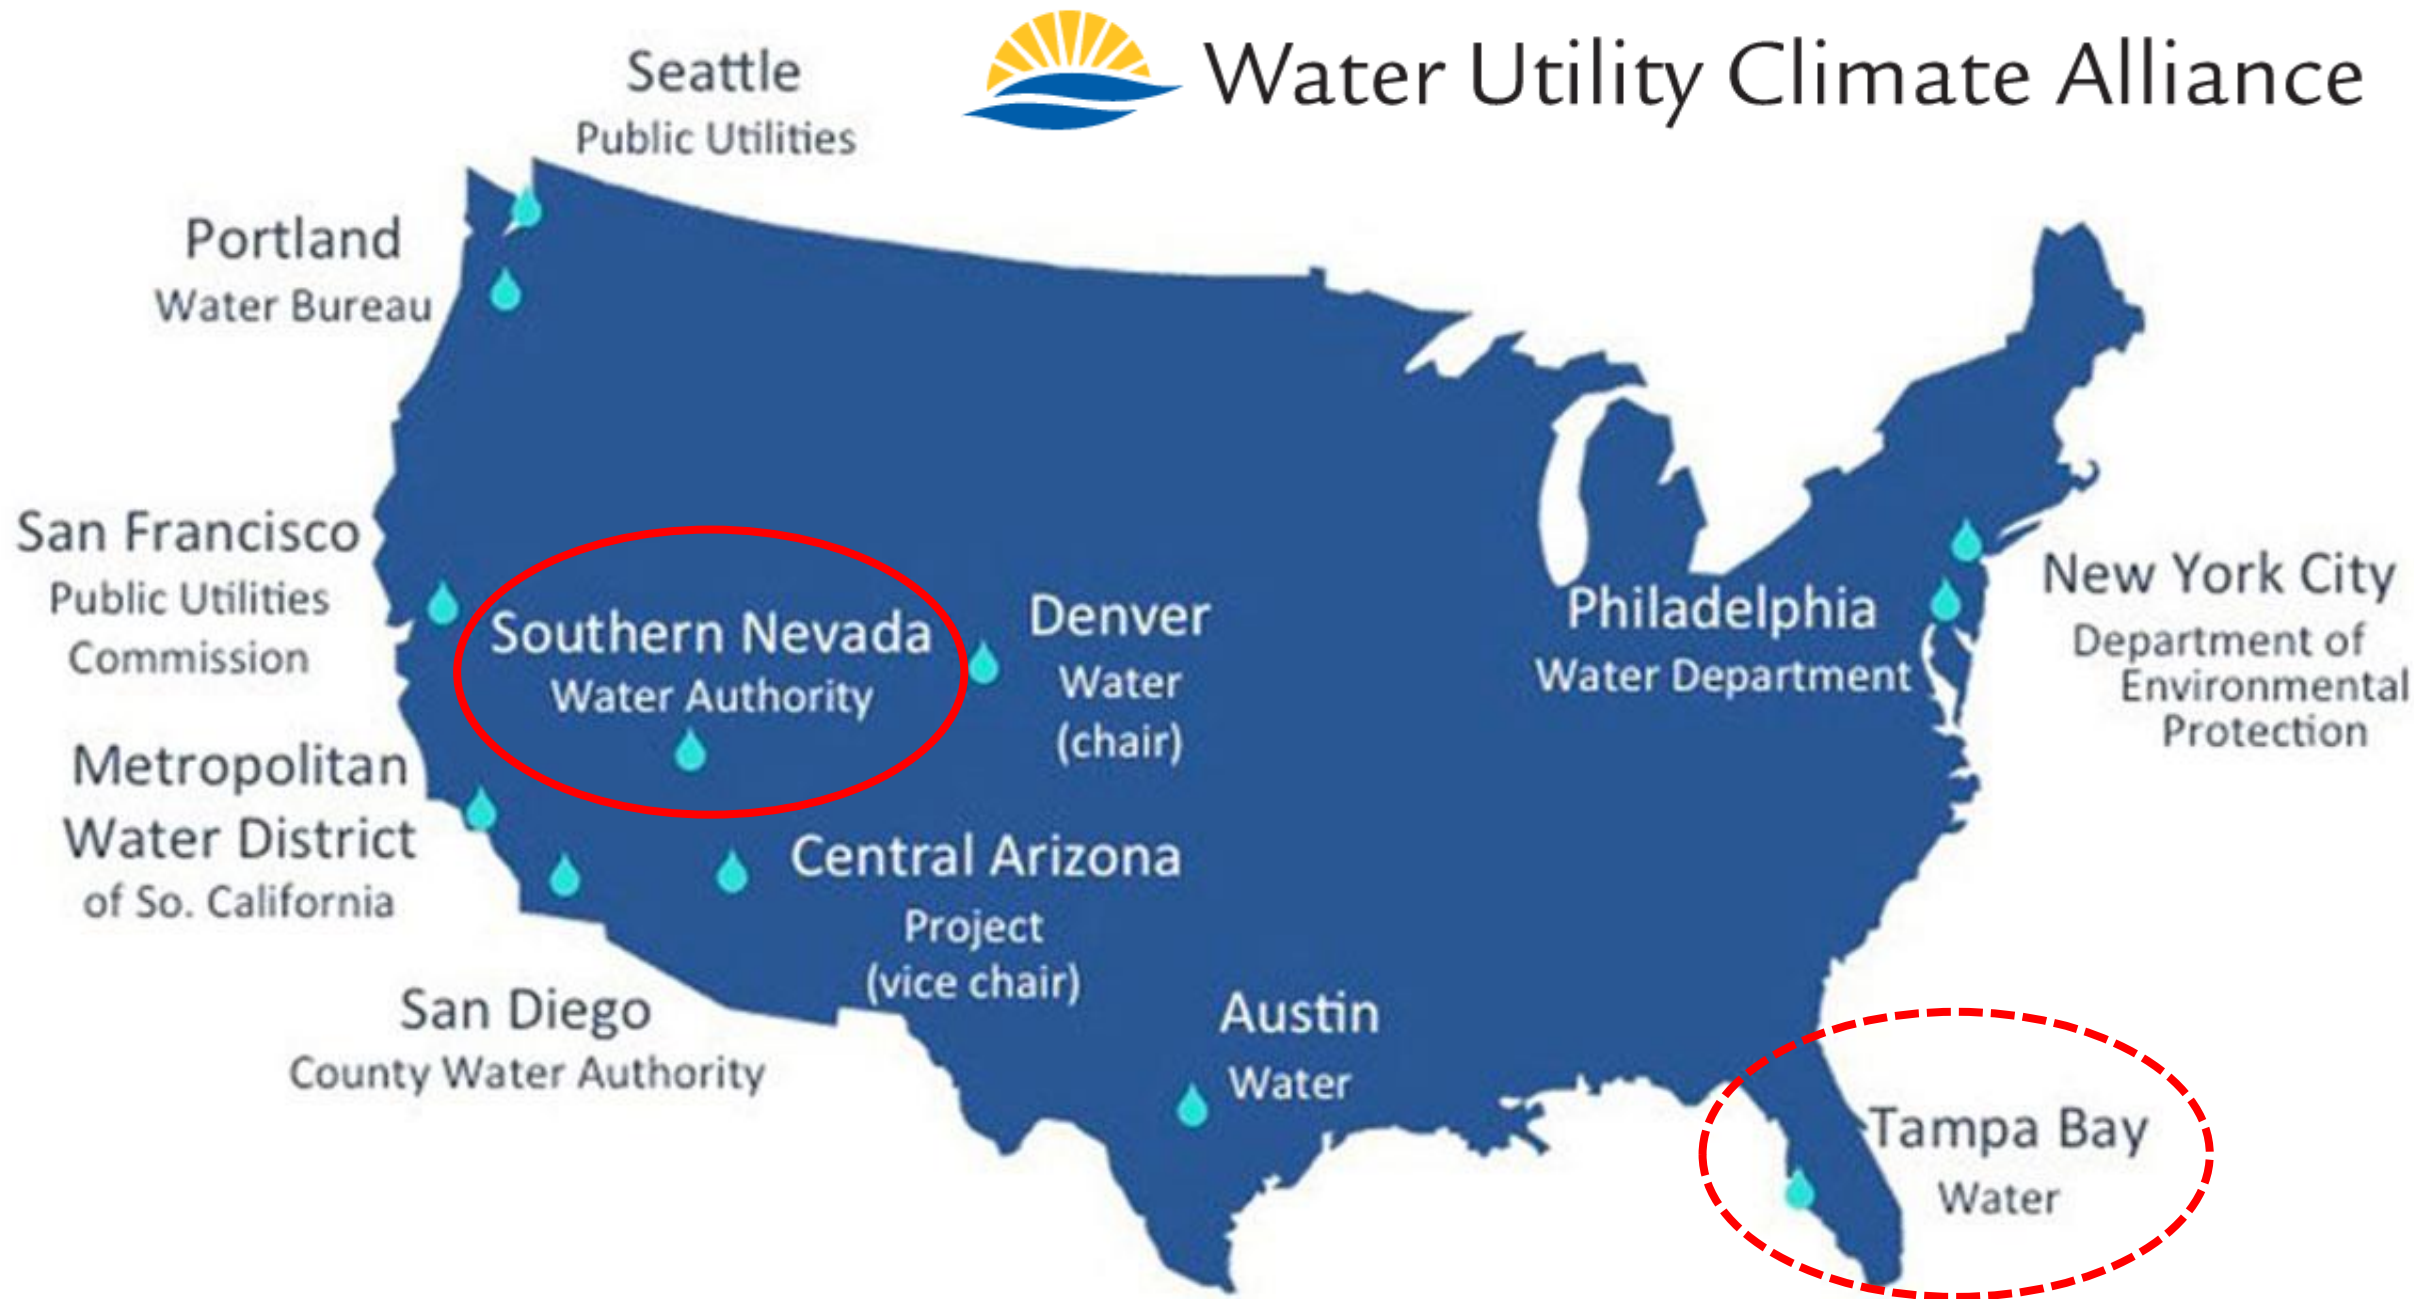 Water Utility Climate Alliance
Seattle
Public Utilities
Portland
Water Bureau
San Francisco
Public Utilities
Commission
Southern Nevada
Water Authority
Denver
Water
(chair)
Philadelphia
Water Department
New York City
Department of
Environmental
Protection
Metropolitan
Water District
of So. California
Central Arizona
Project
(vice chair)
San Diego
County Water Authority
Austin
Water
Tampa Bay
Water